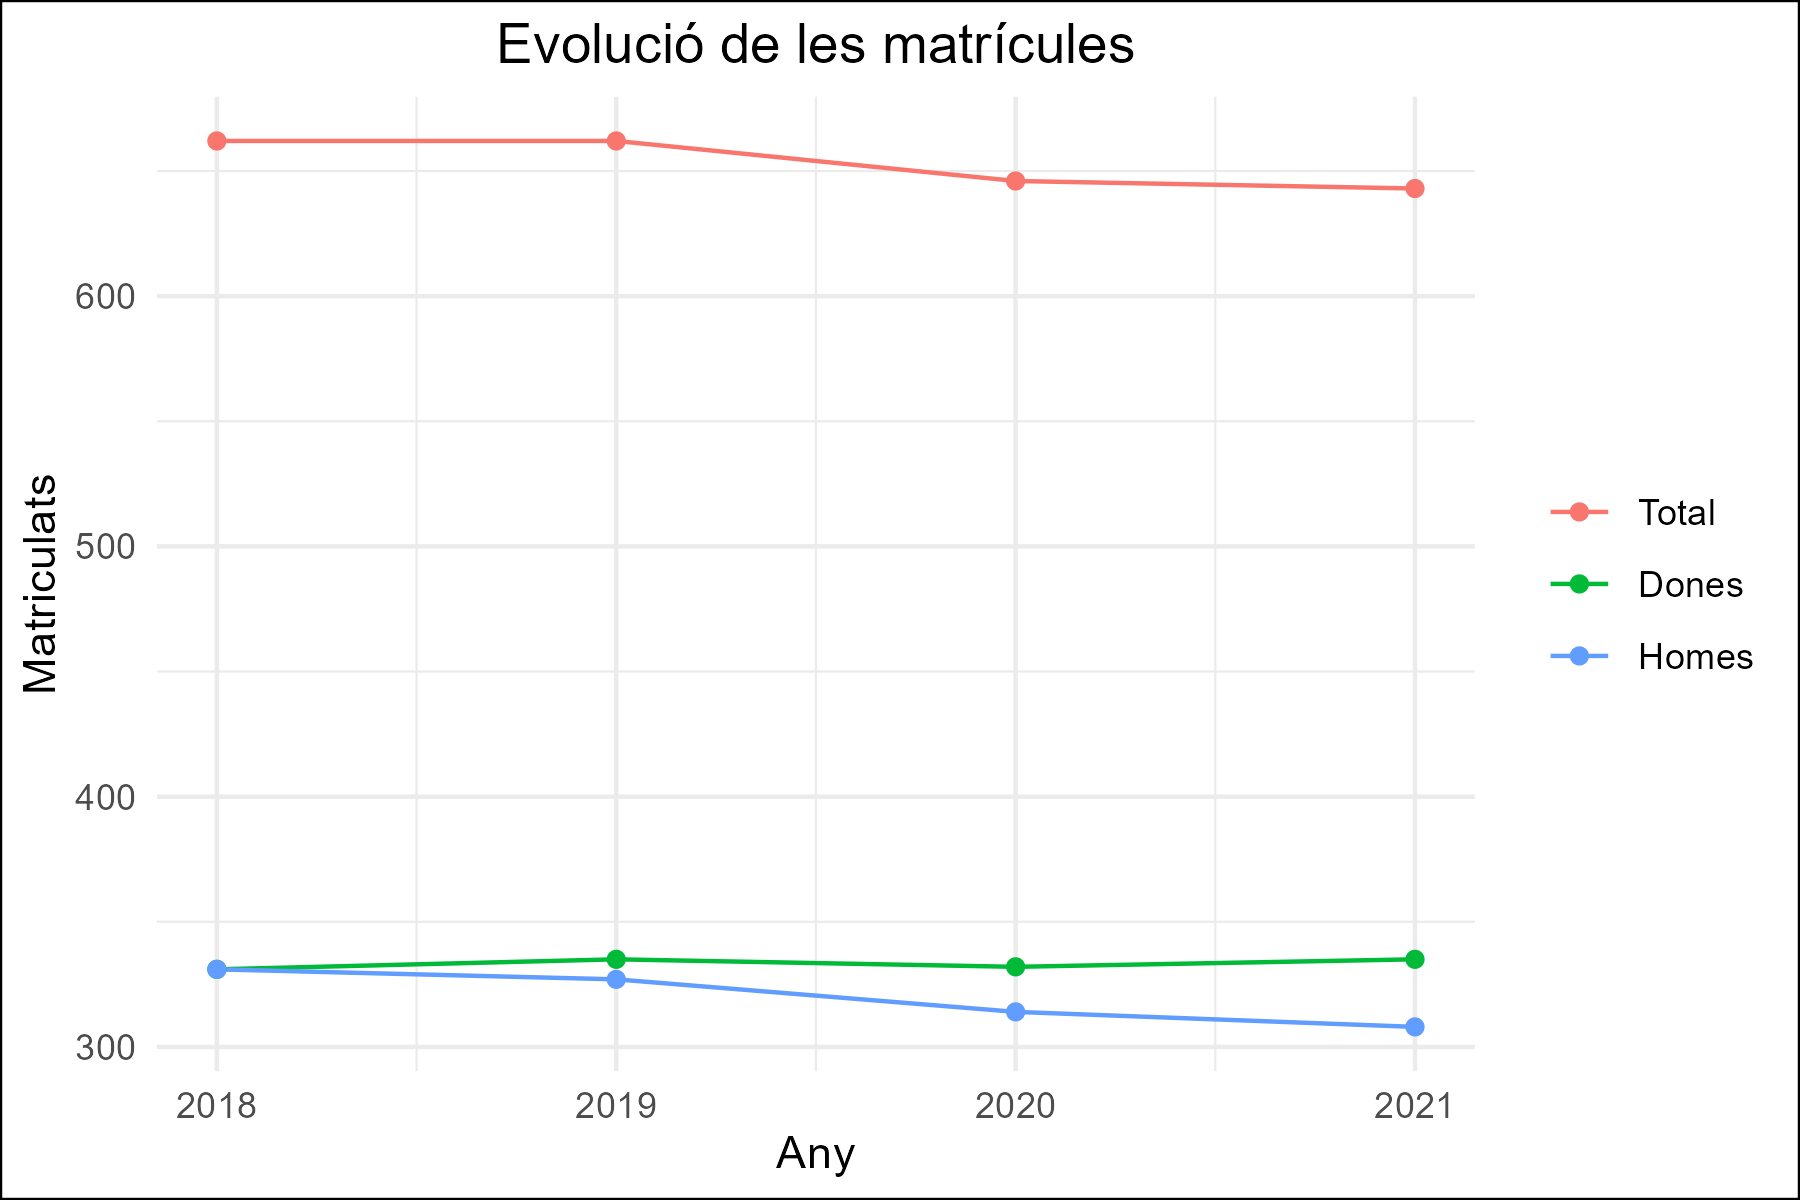 Evolució de les matrícules
Matriculats
600
500
400
300
2018 2019 2020 2021
Any
Total
Dones
Homes